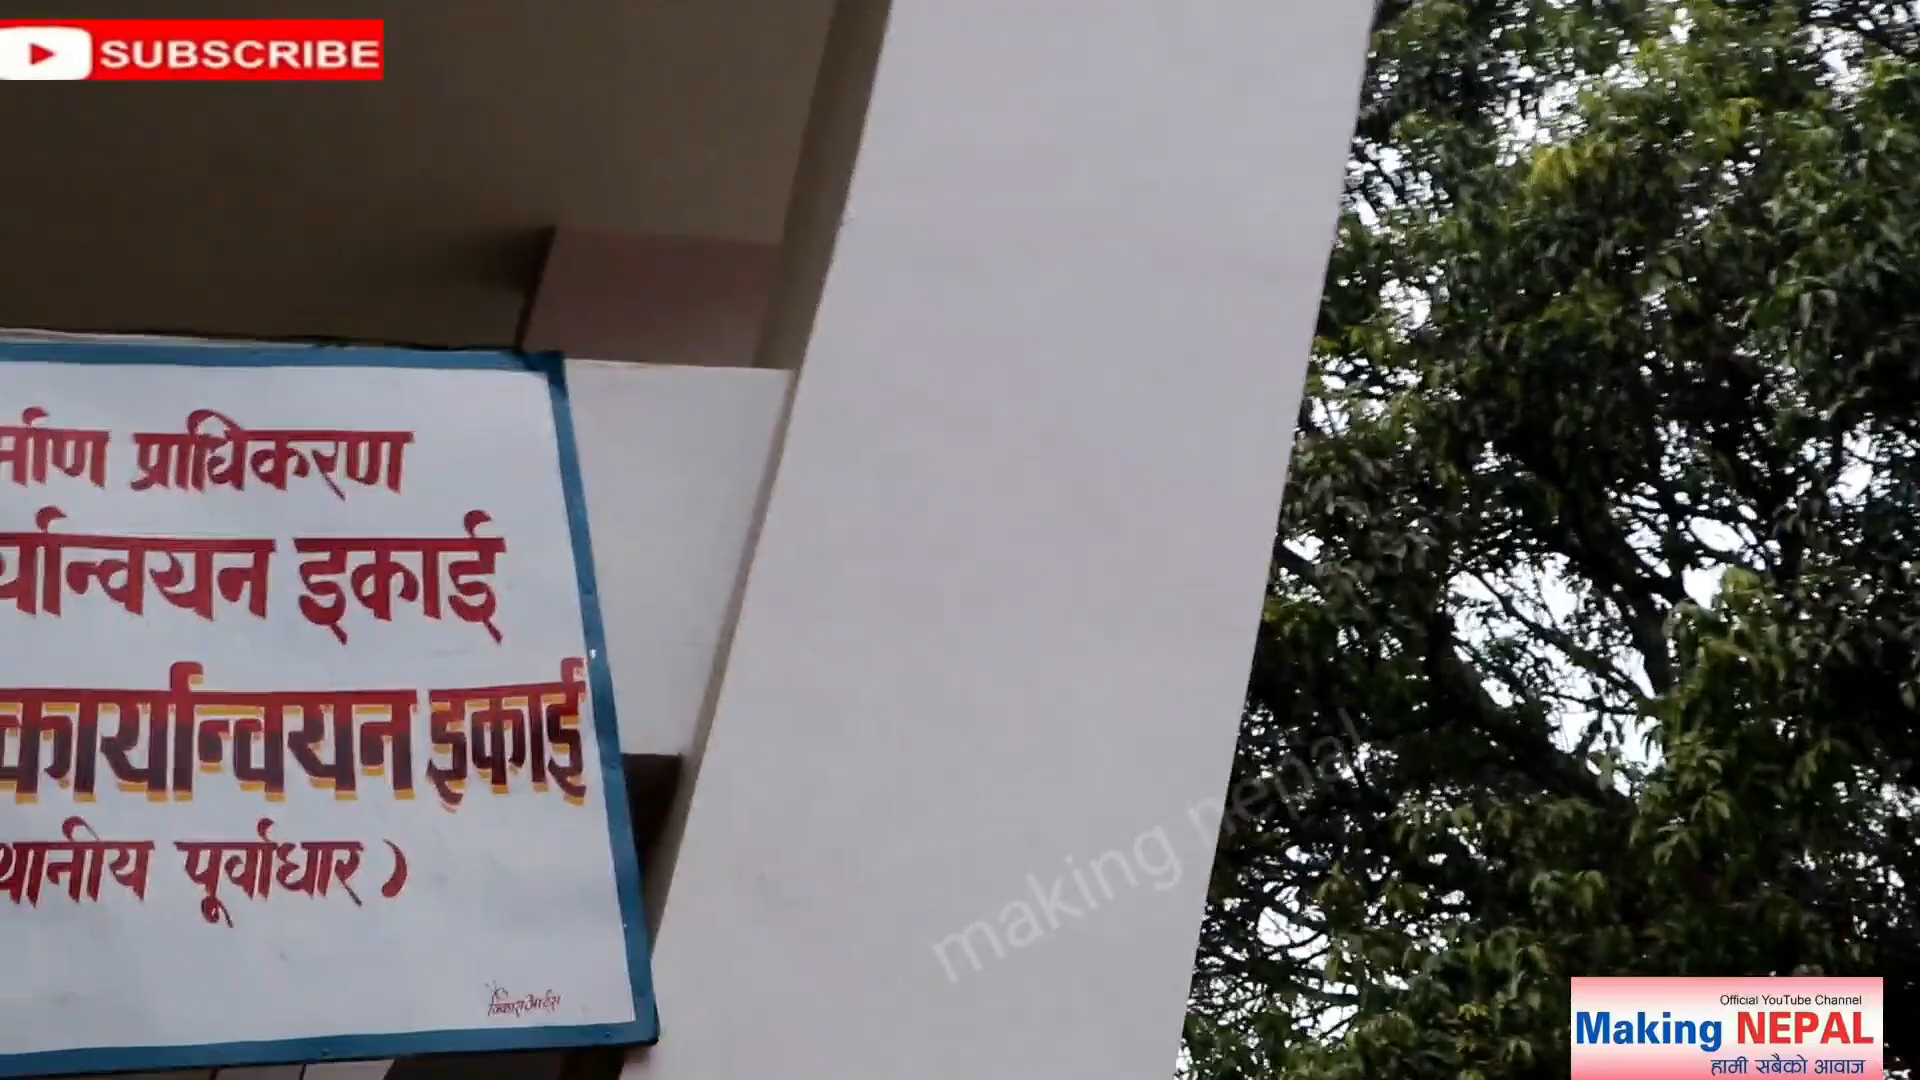 SUBSCRIBE
र्माण प्राधिकरण
र्यान्वयन इकाई
कार्यान्वयन इकाई
थानीय पूर्वाधार )
making nepal
Official YouTube Channel
Making NEPAL
हामी सबैको आवाज